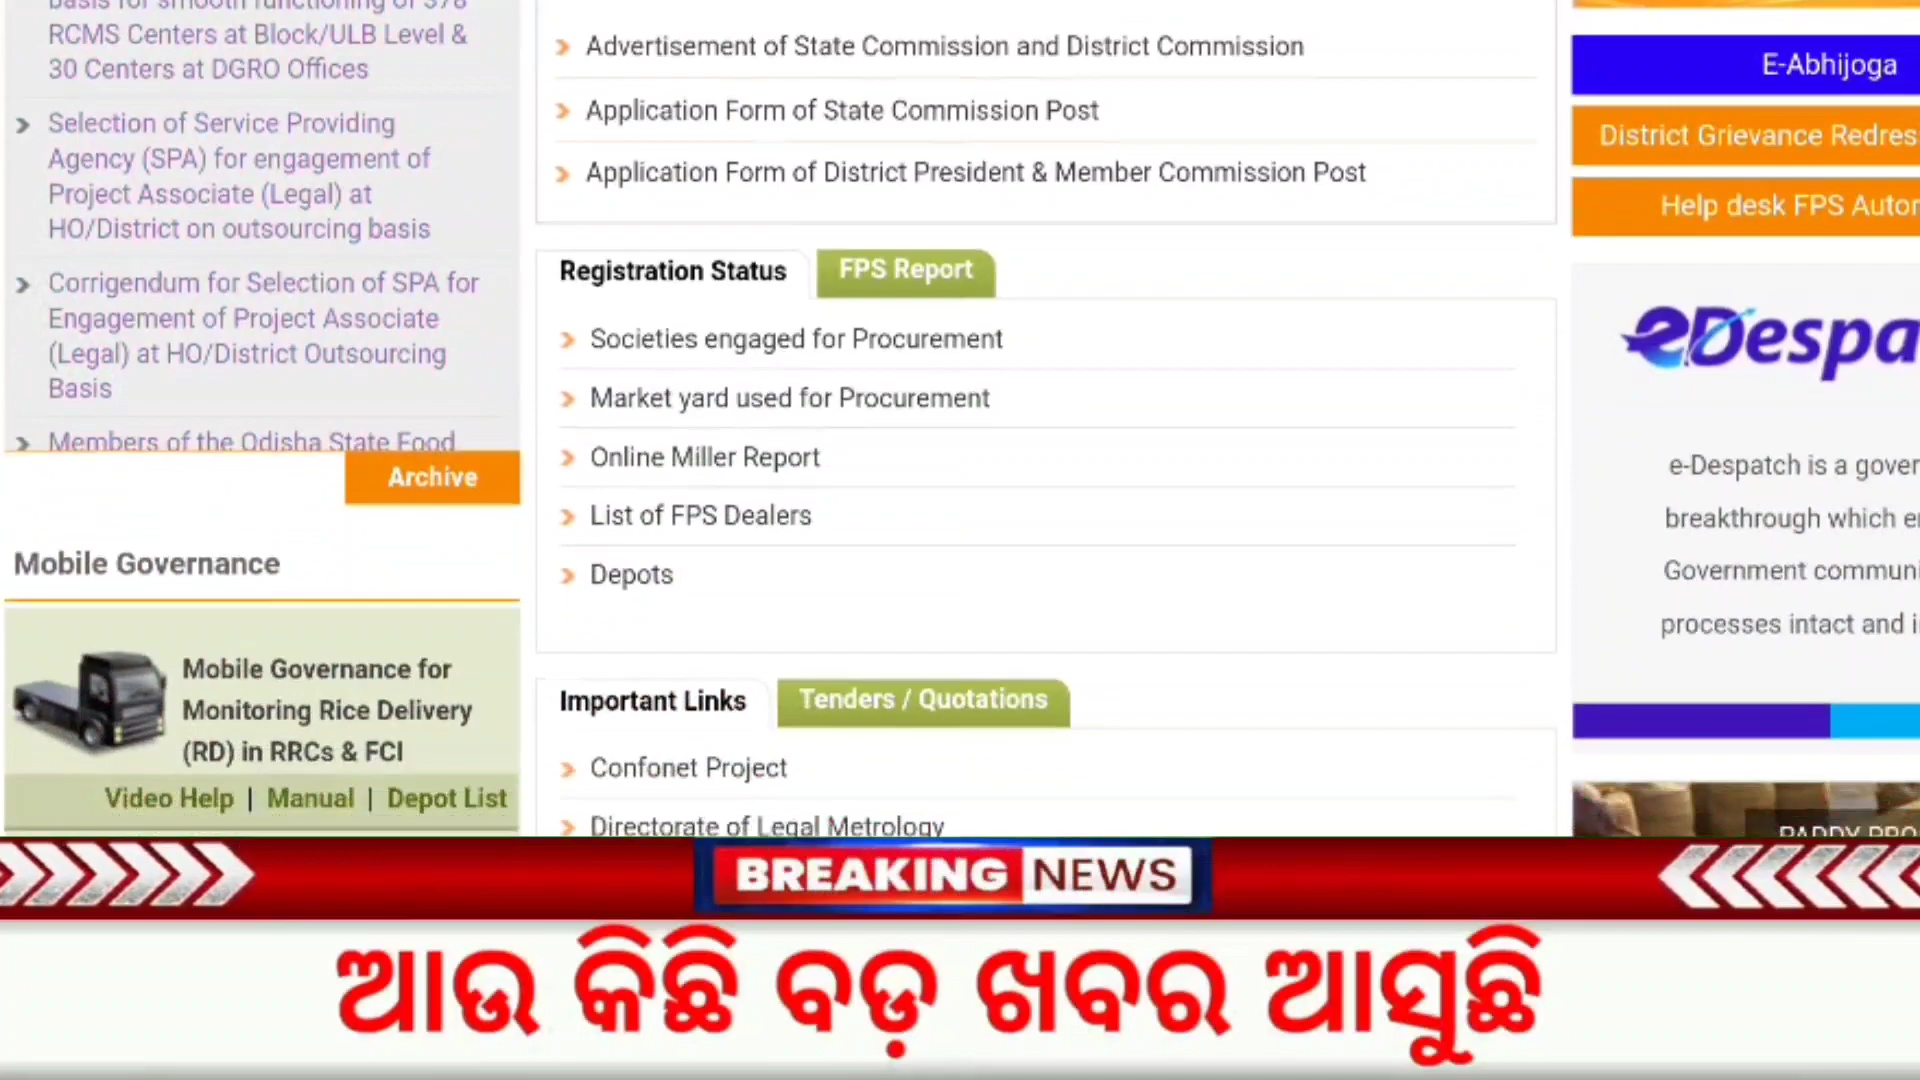 RCMS Centers at Block/ULB Level &
30 Centers at DGRO Offices
Selection of Service Providing
Agency (SPA) for engagement of
Project Associate (Legal) at
HO/District on outsourcing basis
Corrigendum for Selection of SPA for
Engagement of Project Associate
(Legal) at HO/District Outsourcing
Basis
Members of the Odisha State Food
Archive
Mobile Governance
Mobile Governance for
Monitoring Rice Delivery
(RD) in RRCs & FCI
Video Help | Manual | Depot List
Advertisement of State Commission and District Commission
Application Form of State Commission Post
Application Form of District President & Member Commission Post
Registration Status
FPS Report
Societies engaged for Procurement
Market yard used for Procurement
Online Miller Report
List of FPS Dealers
Depots
Important Links
Tenders / Quotations
Confonet Project
Directorate of Legal Metrology
E-Abhijoga
District Grievance Redres
Help desk FPS Autor
eDespa
e-Despatch is a gover
breakthrough which e
Government communi
processes intact and i
PADDY PRO
BREAKING NEWS
ଆଉ କିଛି ବଡ଼ ଖବର ଆସୁଛି